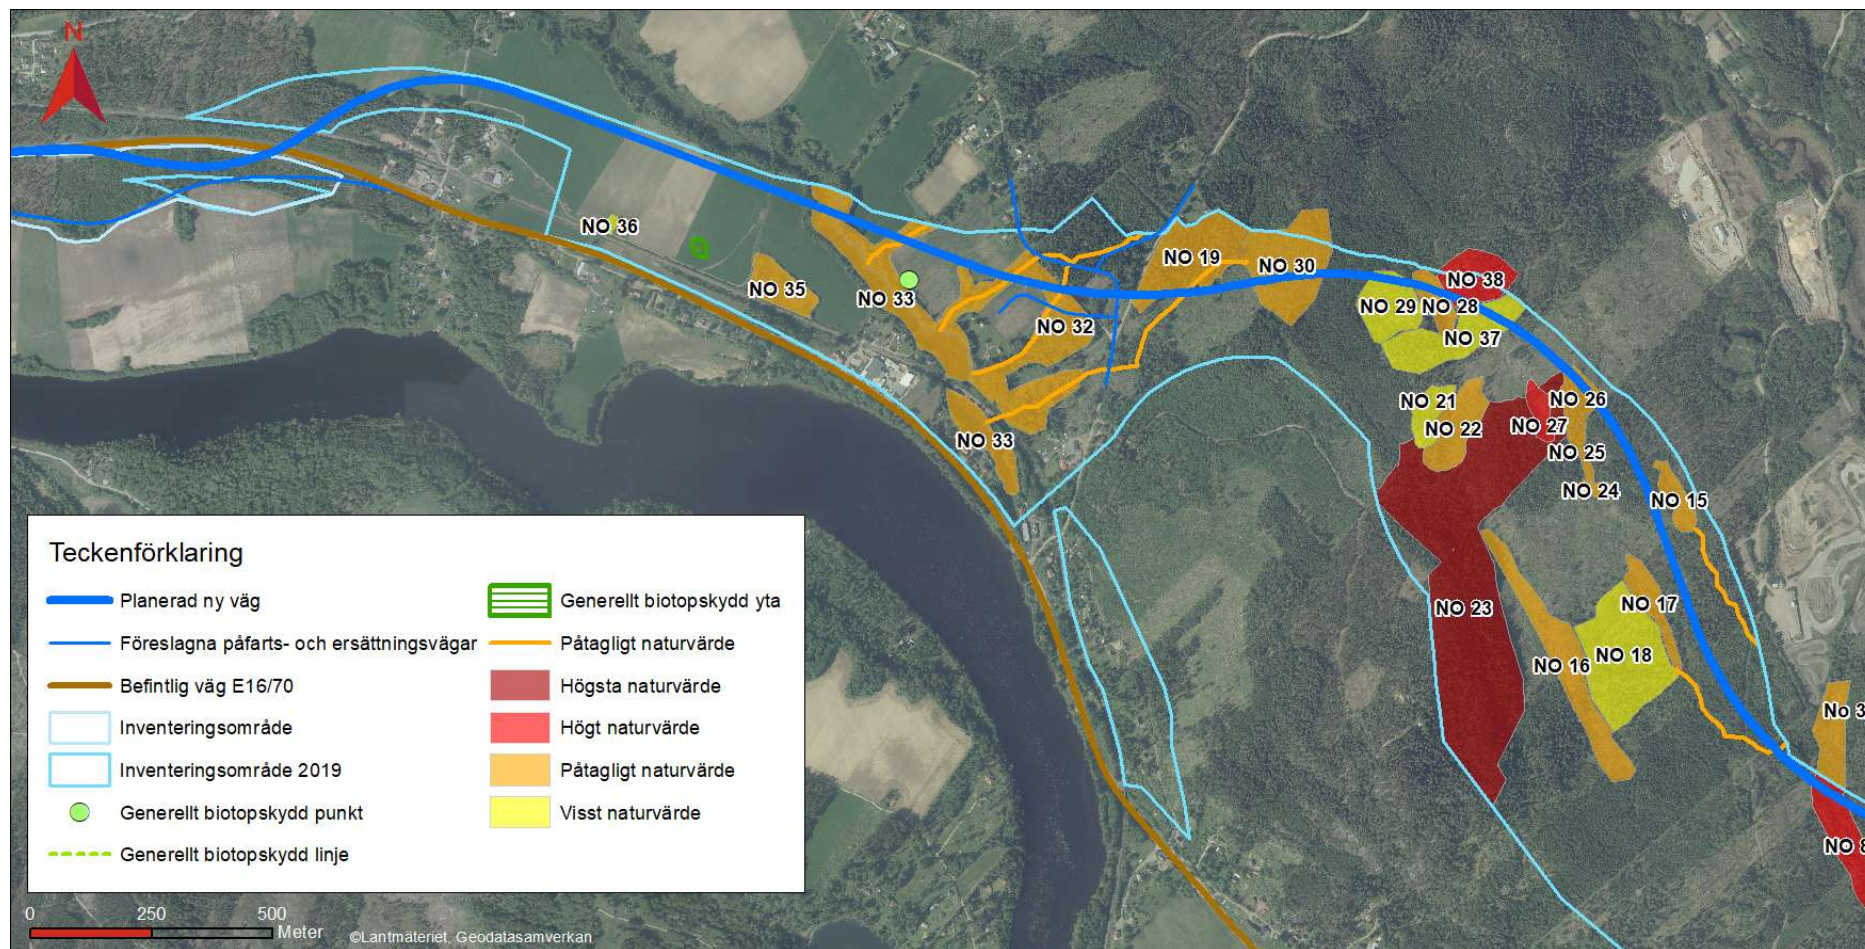 N
NO 36
NO 35
NO 33
NO 32
NO 19
NO 30
NO 38
NO 29
NO 28
NO 37
NO 21
NO 22
NO 26
NO 27
NO 25
NO 24
NO 15
NO 33
NO 23
NO 17
NO 18
NO 16
No 3
NO 8
Teckenförklaring
Planerad ny väg
Föreslagna påfarts- och ersättningsvägar
Befintlig väg E16/70
Inventeringsområde
Inventeringsområde 2019
Generellt biotopskydd punkt
Generellt biotopskydd linje
Generellt biotopskydd yta
Påtagligt naturvärde
Högsta naturvärde
Högt naturvärde
Påtagligt naturvärde
Visst naturvärde
0 250 500
Meter
©Lantmäteriet, Geodatasamverkan